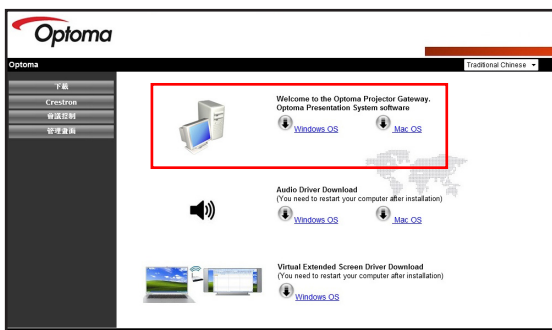 Optoma
Optoma
Traditional Chinese
下載
Crestron
會議控制
管理畫面
Welcome to the Optoma Projector Gateway.
Optoma Presentation System software
Windows OS
Mac OS
Audio Driver Download
(You need to restart your computer after installation)
Windows OS
Mac OS
Virtual Extended Screen Driver Download
(You need to restart your computer after installation)
Windows OS